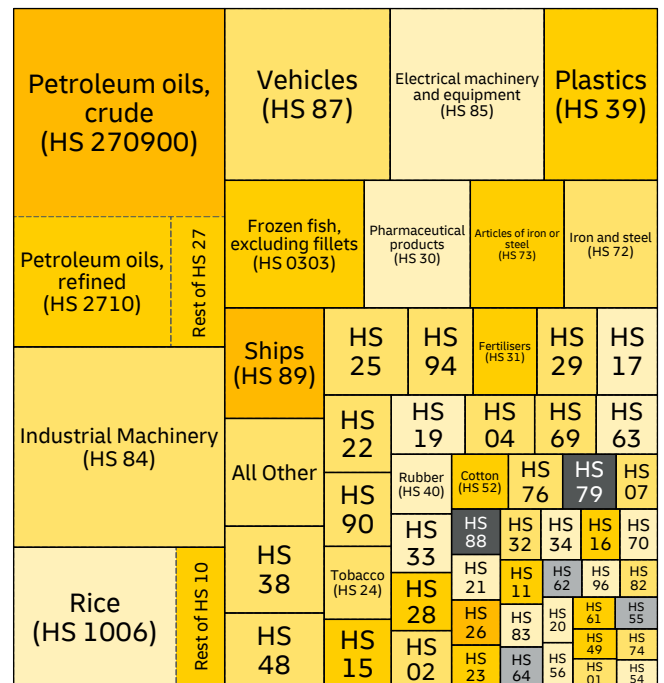 Petroleum oils,
crude
(HS 270900)
Vehicles
(HS 87)
Electrical machinery
and equipment
(HS 85)
Plastics
(HS 39)
Petroleum oils,
refined
(HS 2710)
Rest of HS 27
Frozen fish,
excluding fillets
(HS 0303)
Pharmaceutical
products
(HS 30)
Articles of iron or
steel
(HS 73)
Iron and steel
(HS 72)
Industrial Machinery
(HS 84)
Ships
(HS 89)
HS
25
HS
94
Fertilisers
(HS 31)
HS
29
HS
17
All Other
HS
22
HS
19
HS
04
HS
69
HS
63
HS
90
Rubber
(HS 40)
Cotton
(HS 52)
HS
76
HS
79
HS
07
Rice
(HS 1006)
Rest of HS 10
HS
38
HS
48
Tobacco
(HS 24)
HS
15
HS
33
HS
28
HS
02
HS
88
HS
21
HS
26
HS
23
HS
32
HS
34
HS
16
HS
70
HS
11
HS
62
HS
96
HS
82
HS
83
HS
64
HS
20
HS
56
HS
61
HS
55
HS
49
HS
74
HS
01
HS
54